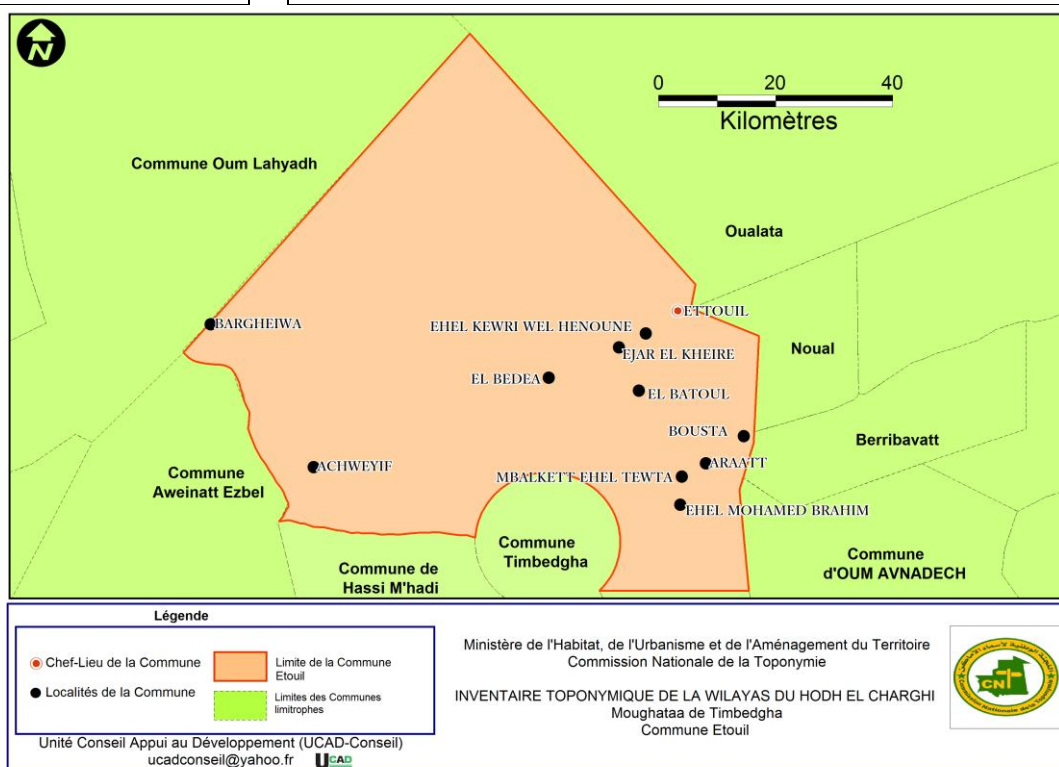 N
0 20 40
Kilomètres
Commune Oum Lahyadh
Oualata
ETTOUIL
BARGHEIWA
EHEL KEWRI WEL HENOUNE
EJAR EL KHEIRE
Noual
EL BEDEA
EL BATOUL
BOUSTA
Berribavatt
ARAATT
ACHWEYIF
MBALKETT EHEL TEWTA
Commune
Aweinatt Ezbel
EHEL MOHAMED BRAHIM
Commune
Timbedgha
Commune
d'OUM AVNADECH
Commune de
Hassi M'hadi
Légende
Chef-Lieu de la Commune
Localités de la Commune
Limite de la Commune
Etouil
Limites des Communes
limitrophes
Unité Conseil Appui au Développement (UCAD-Conseil)
ucadconseil@yahoo.fr UCAD
Ministère de l'Habitat, de l'Urbanisme et de l'Aménagement du Territoire
Commission Nationale de la Toponymie
INVENTAIRE TOPONYMIQUE DE LA WILAYAS DU HODH EL CHARGHI
Moughataa de Timbedgha
Commune Etouil
Commission Nationale de la Toponymie